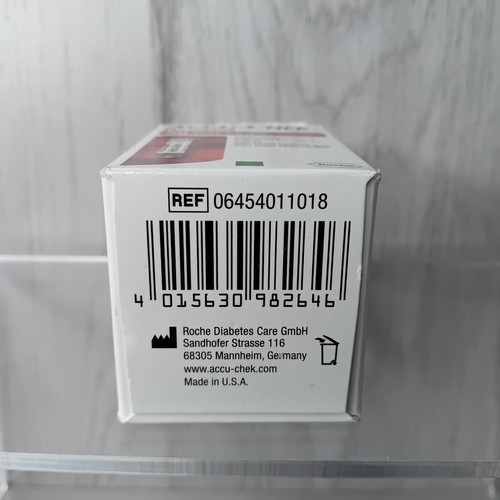 REF 06454011018
4 015630 982646
Roche Diabetes Care GmbH
Sandhofer Strasse 116
68305 Mannheim, Germany
www.accu-chek.com
Made in U.S.A.